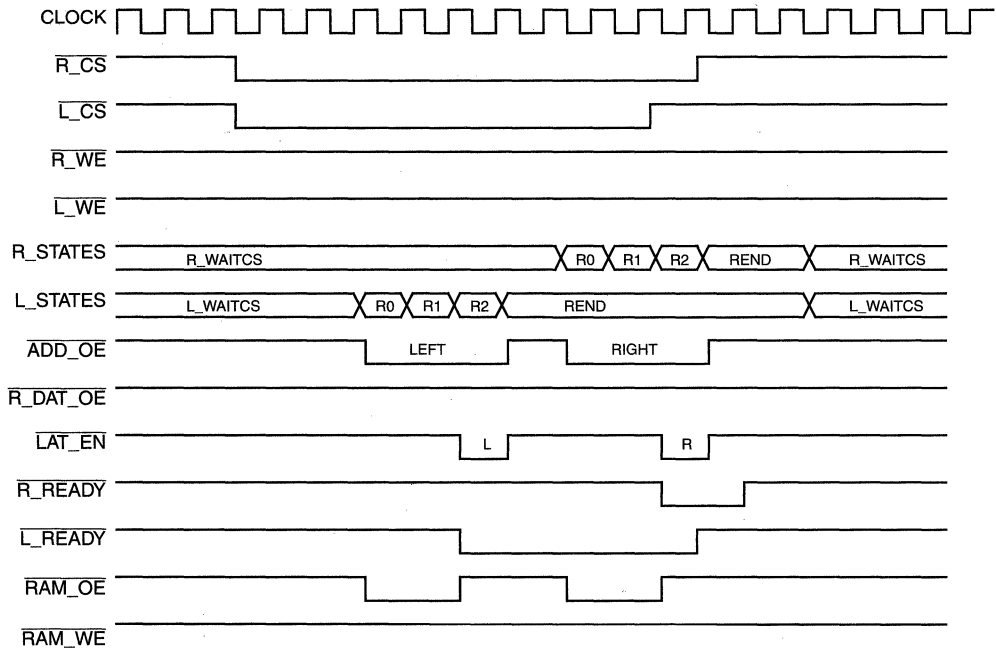 CLOCK
R_CS
L_CS
R_WE
L_WE
R_STATES R_WAITCS R0 R1 R2 REND R_WAITCS
L_STATES L_WAITCS R0 R1 R2 REND L_WAITCS
ADD_OE LEFT RIGHT
R_DAT_OE
LAT_EN L R
R_READY
L_READY
RAM_OE
RAM_WE